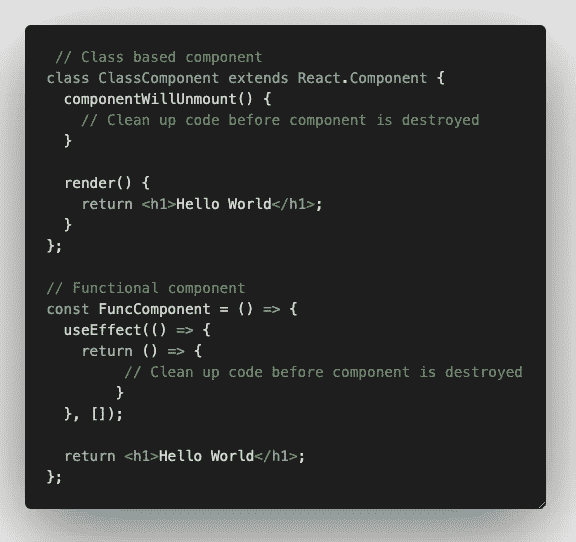 // Class based component
class ClassComponent extends React.Component {
  componentWillUnmount() {
    // Clean up code before component is destroyed
  }

  render() {
    return <h1>Hello World</h1>;
  }
};

// Functional component
const FuncComponent = () => {
  useEffect(() => {
    return () => {
         // Clean up code before component is destroyed
        }
  }, []);

  return <h1>Hello World</h1>;
};